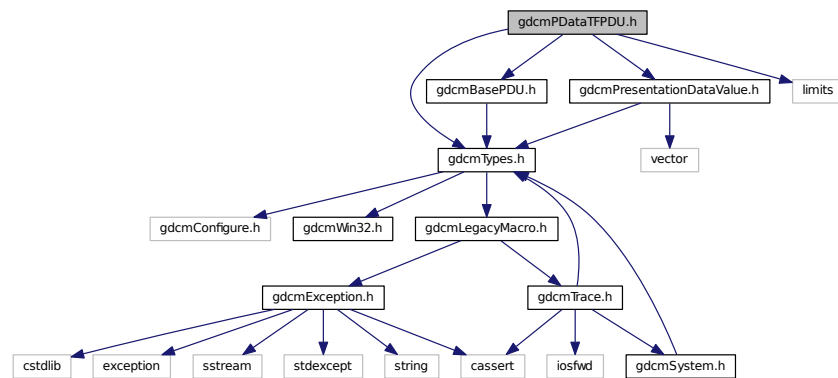 gdcmPDataTFPDU.h
gdcmBasePDU.h
gdcmPresentationDataValue.h
limits
gdcmTypes.h
vector
gdcmConfigure.h
gdcmWin32.h
gdcmLegacyMacro.h
gdcmException.h
gdcmTrace.h
cstdlib
exception
sstream
stdexcept
string
cassert
iosfwd
gdcmSystem.h